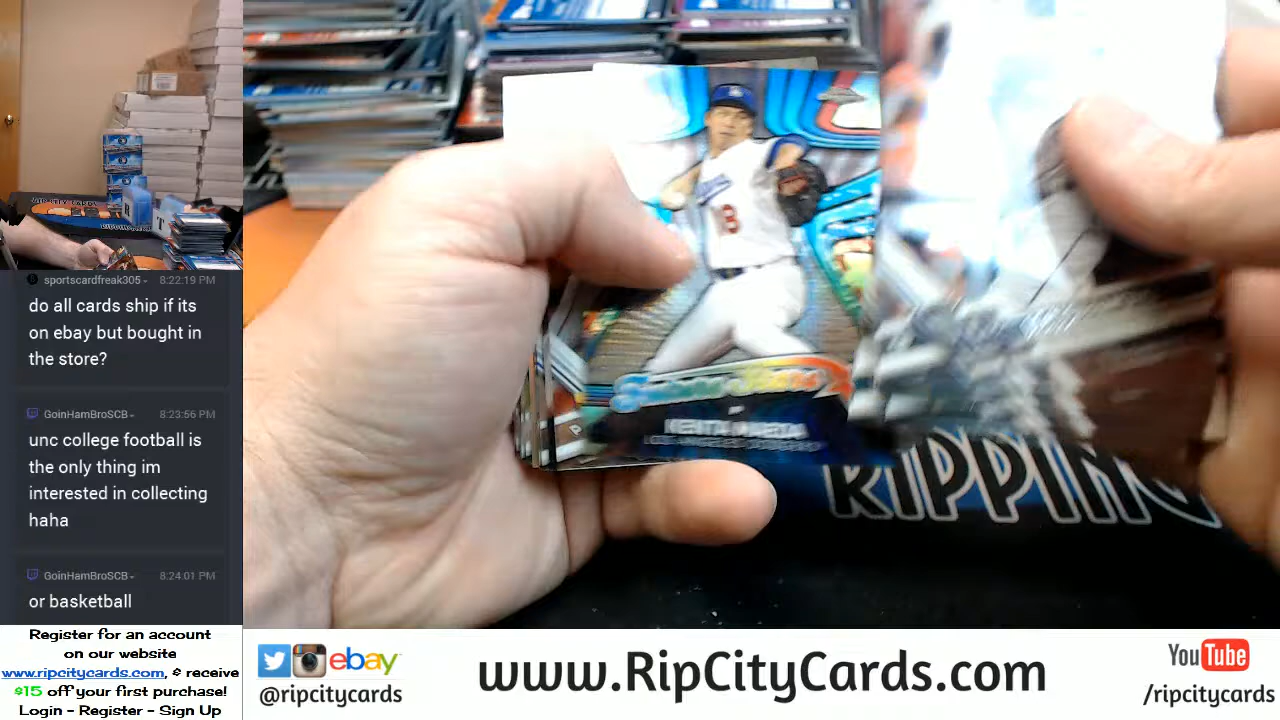 sportscardfreak305 8:22:19 PM
do all cards ship if its
on ebay but bought in
the store?
GoinHamBroSCB 8:23:56 PM
unc college football is
the only thing im
interested in collecting
haha
GoinHamBroSCB 8:24:01 PM
or basketball
Register for an account
on our website
www.ripcitycards.com, & receive
$15 off your first purchase!
Login - Register - Sign Up
18
KENTA MAEDA
RIPPING
ebay
@ripcitycards
www.RipCityCards.com
YouTube
/ripcitycards